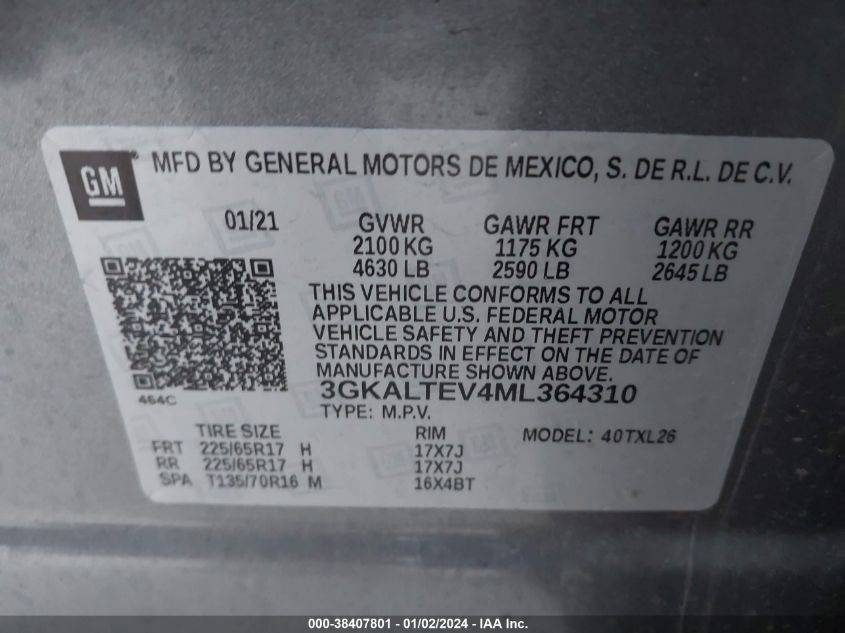 GM ® MFD BY GENERAL MOTORS DE MEXICO, S. DE R.L. DE C.V.
01/21 GVWR GAWR FRT GAWR RR
2100 KG 1175 KG 1200 KG
4630 LB 2590 LB 2645 LB
THIS VEHICLE CONFORMS TO ALL
APPLICABLE U.S. FEDERAL MOTOR
VEHICLE SAFETY AND THEFT PREVENTION
STANDARDS IN EFFECT ON THE DATE OF
MANUFACTURE SHOWN ABOVE.
464C
3GKALTEV4ML364310
TYPE: M.P.V.
TIRE SIZE RIM MODEL: 40TXL26
FRT 225/65R17 H 17X7J
RR 225/65R17 H 17X7J
SPA T135/70R16 M 16X4BT
000-38407801 - 01/02/2024 - IAA Inc.